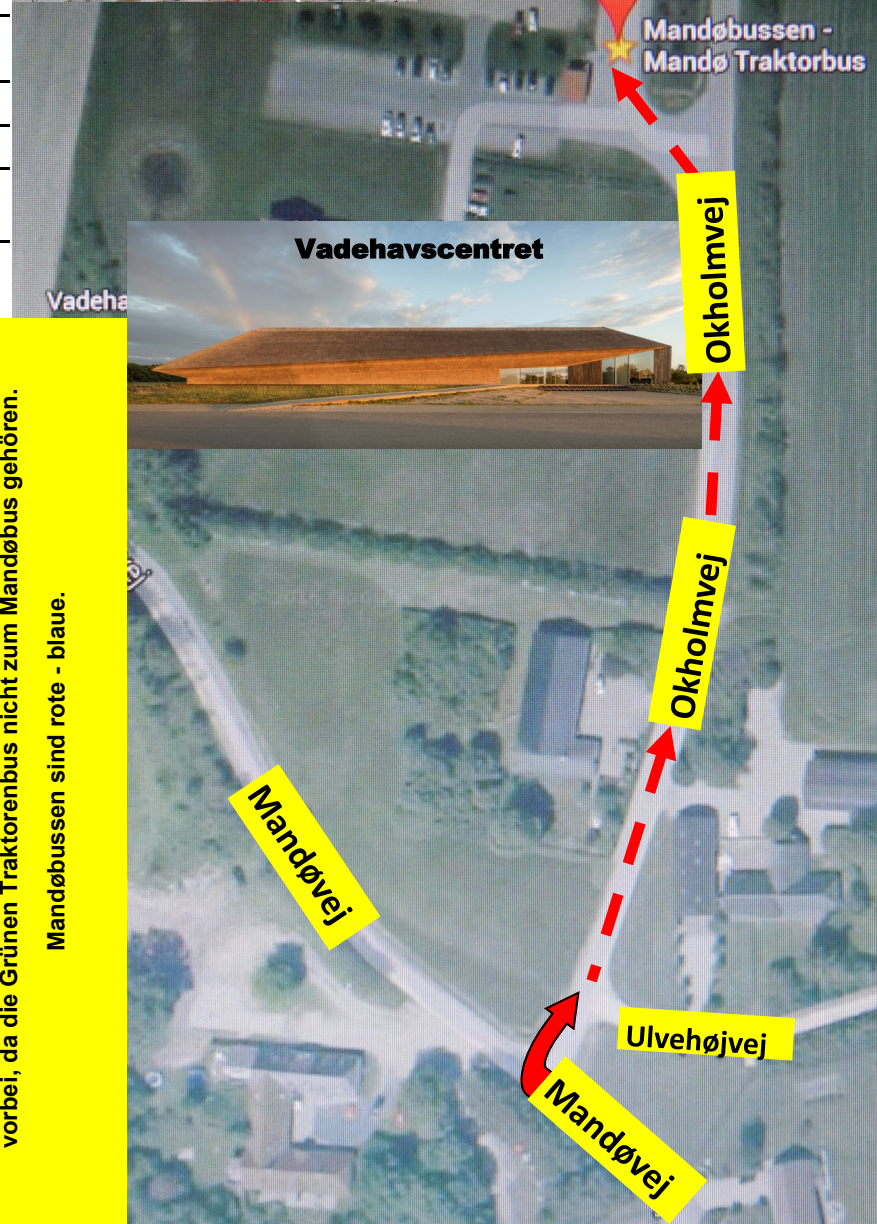 Mandøbussen -
Mandø Traktorbus
Okholmvej
Vadehavscentret
Vadeha
vorbei, da die Grünen Traktorenbus nicht zum Mandøbus gehören.
Mandøbussen sind rote - blaue.
Okholmvej
Mandøvej
Ulvehøjvej
Mandøvej